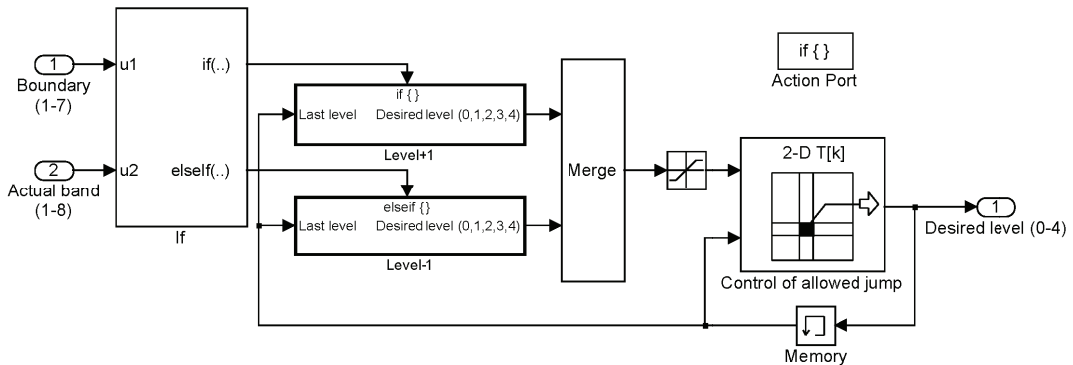 1
Boundary
(1-7)
2
Actual band
(1-8)
u1
u2
if(..)
elseIf(..)
If
if { }
Last level
Desired level (0,1,2,3,4)
Level+1
elseif { }
Last level
Desired level (0,1,2,3,4)
Level-1
Merge
if { }
Action Port
2-D T[k]
Control of allowed jump
1
Desired level (0-4)
Memory